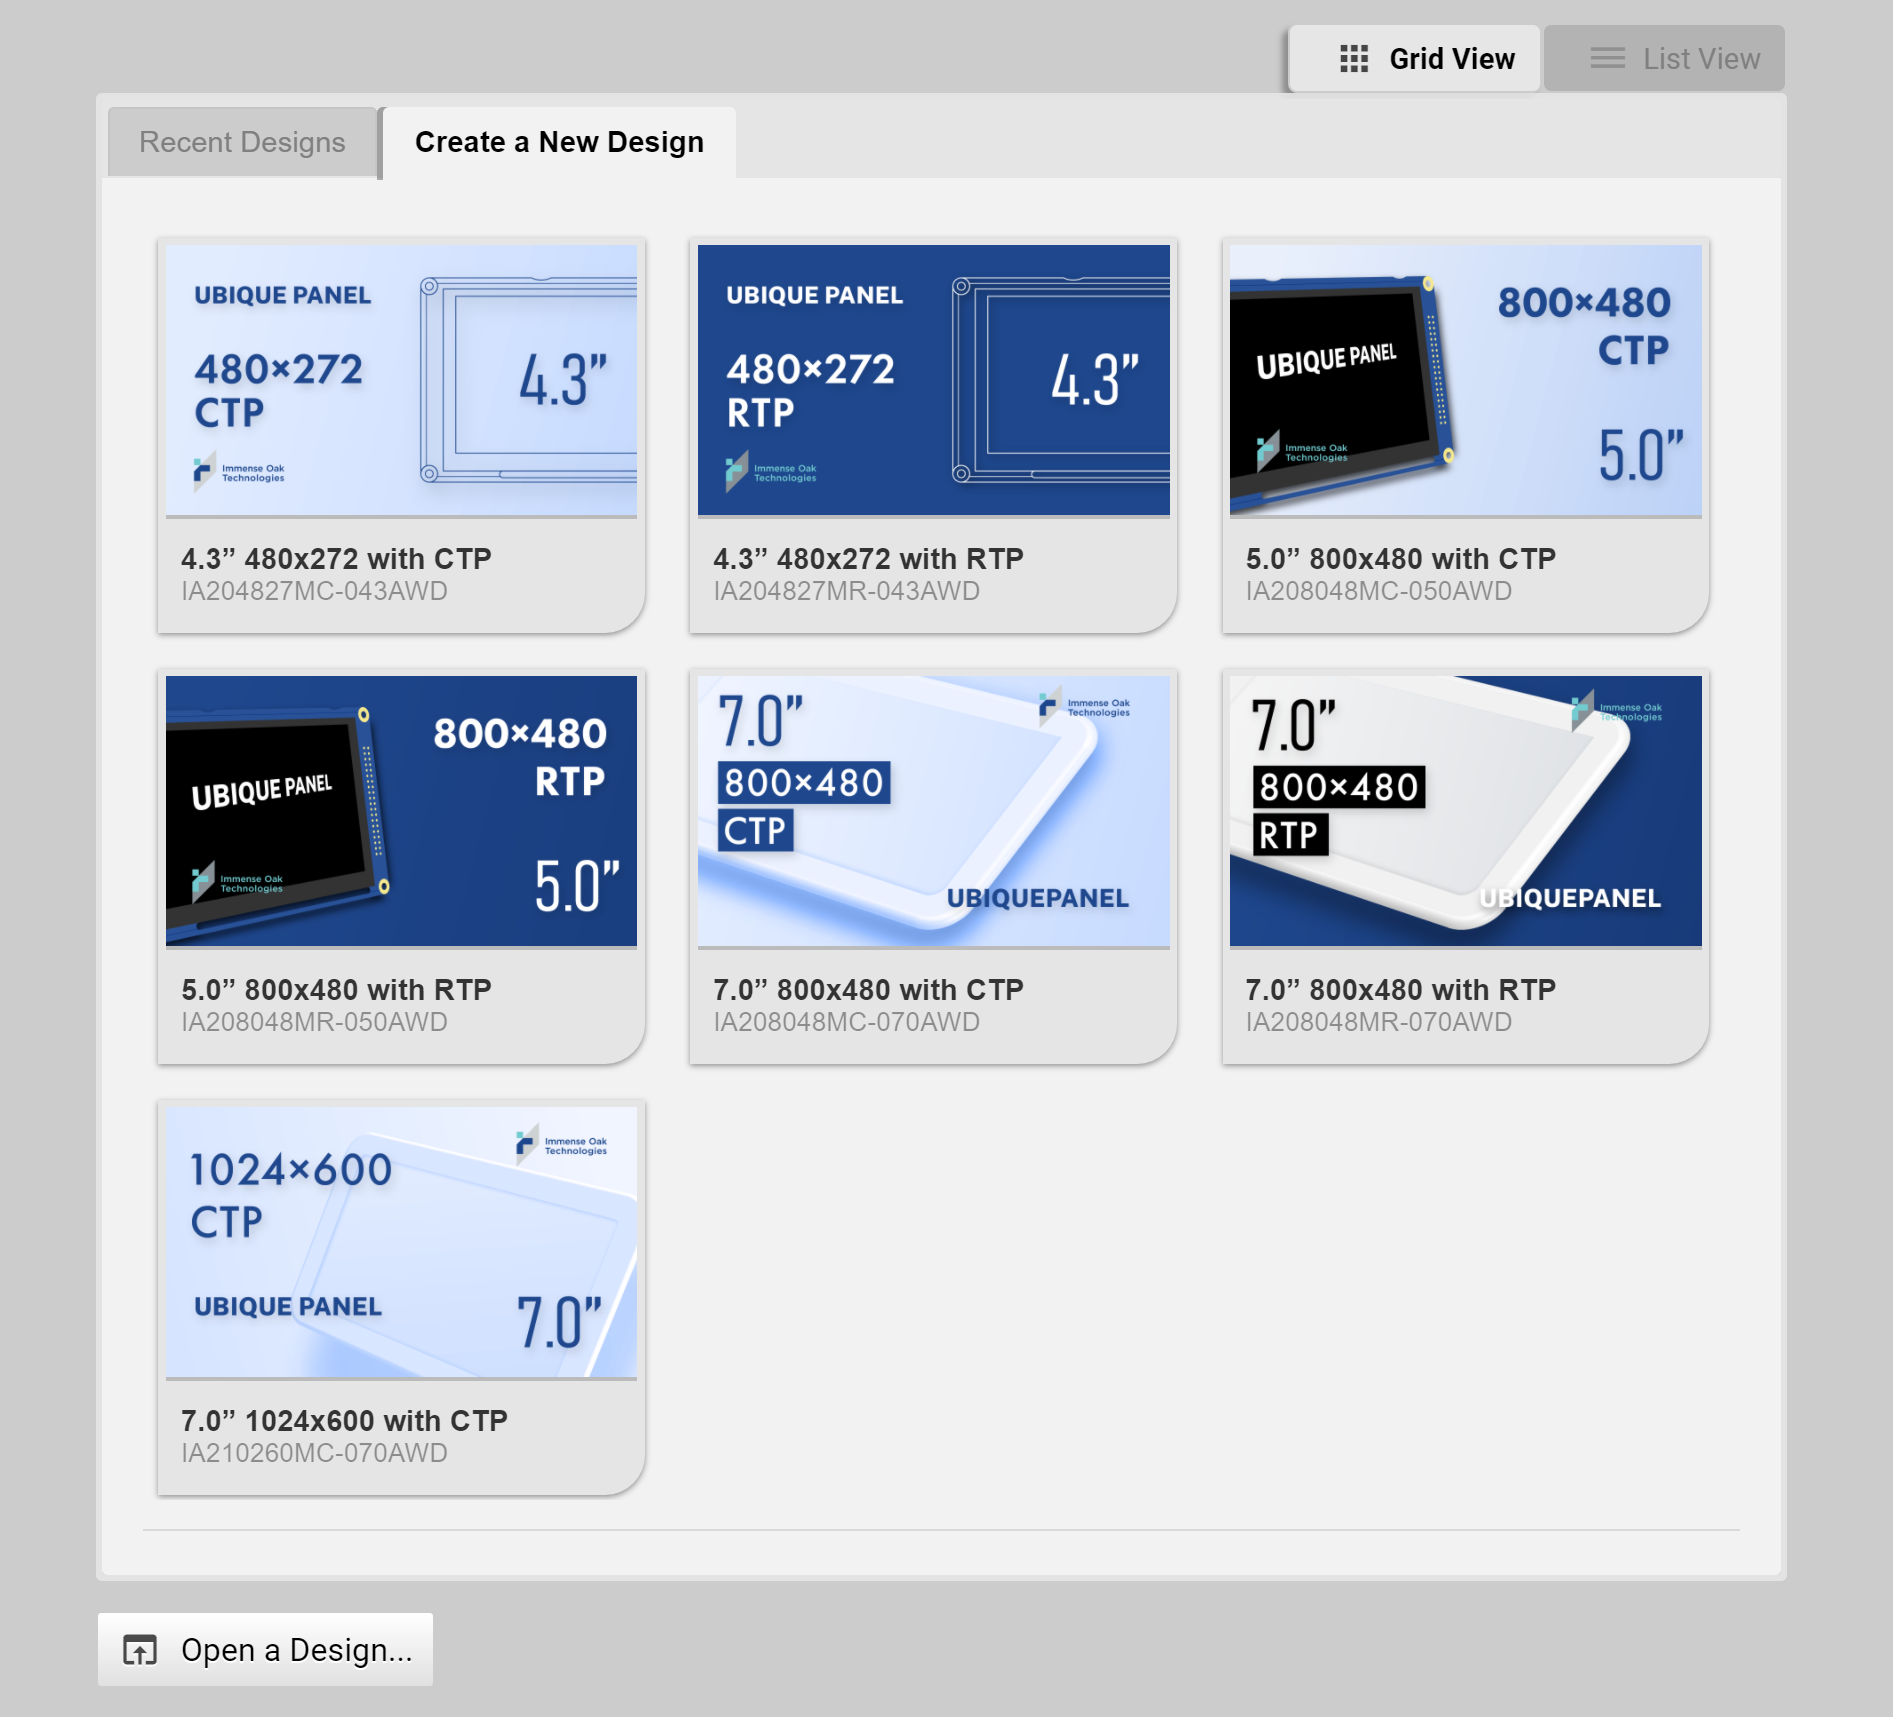 Grid View
List View
Recent Designs
Create a New Design
UBIQUE PANEL
480×272
CTP
4.3”
Immense Oak
Technologies
4.3” 480x272 with CTP
IA204827MC-043AWD
UBIQUE PANEL
480×272
RTP
4.3”
Immense Oak
Technologies
4.3” 480x272 with RTP
IA204827MR-043AWD
800×480
CTP
UBIQUE PANEL
5.0”
Immense Oak
Technologies
5.0” 800x480 with CTP
IA208048MC-050AWD
800×480
RTP
UBIQUE PANEL
5.0”
Immense Oak
Technologies
5.0” 800x480 with RTP
IA208048MR-050AWD
7.0”
Immense Oak
Technologies
800×480
CTP
UBIQUEPANEL
7.0” 800x480 with CTP
IA208048MC-070AWD
7.0”
Immense Oak
Technologies
800×480
RTP
UBIQUEPANEL
7.0” 800x480 with RTP
IA208048MR-070AWD
Immense Oak
Technologies
1024×600
CTP
UBIQUE PANEL
7.0”
7.0” 1024x600 with CTP
IA210260MC-070AWD
Open a Design...